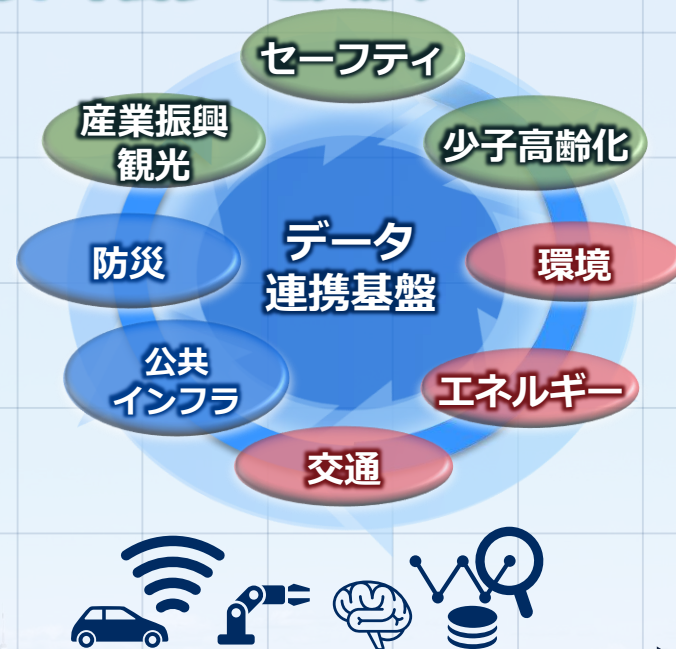 セーフティ
産業振興
観光
少子高齢化
防災
データ
連携基盤
環境
公共
インフラ
エネルギー
交通